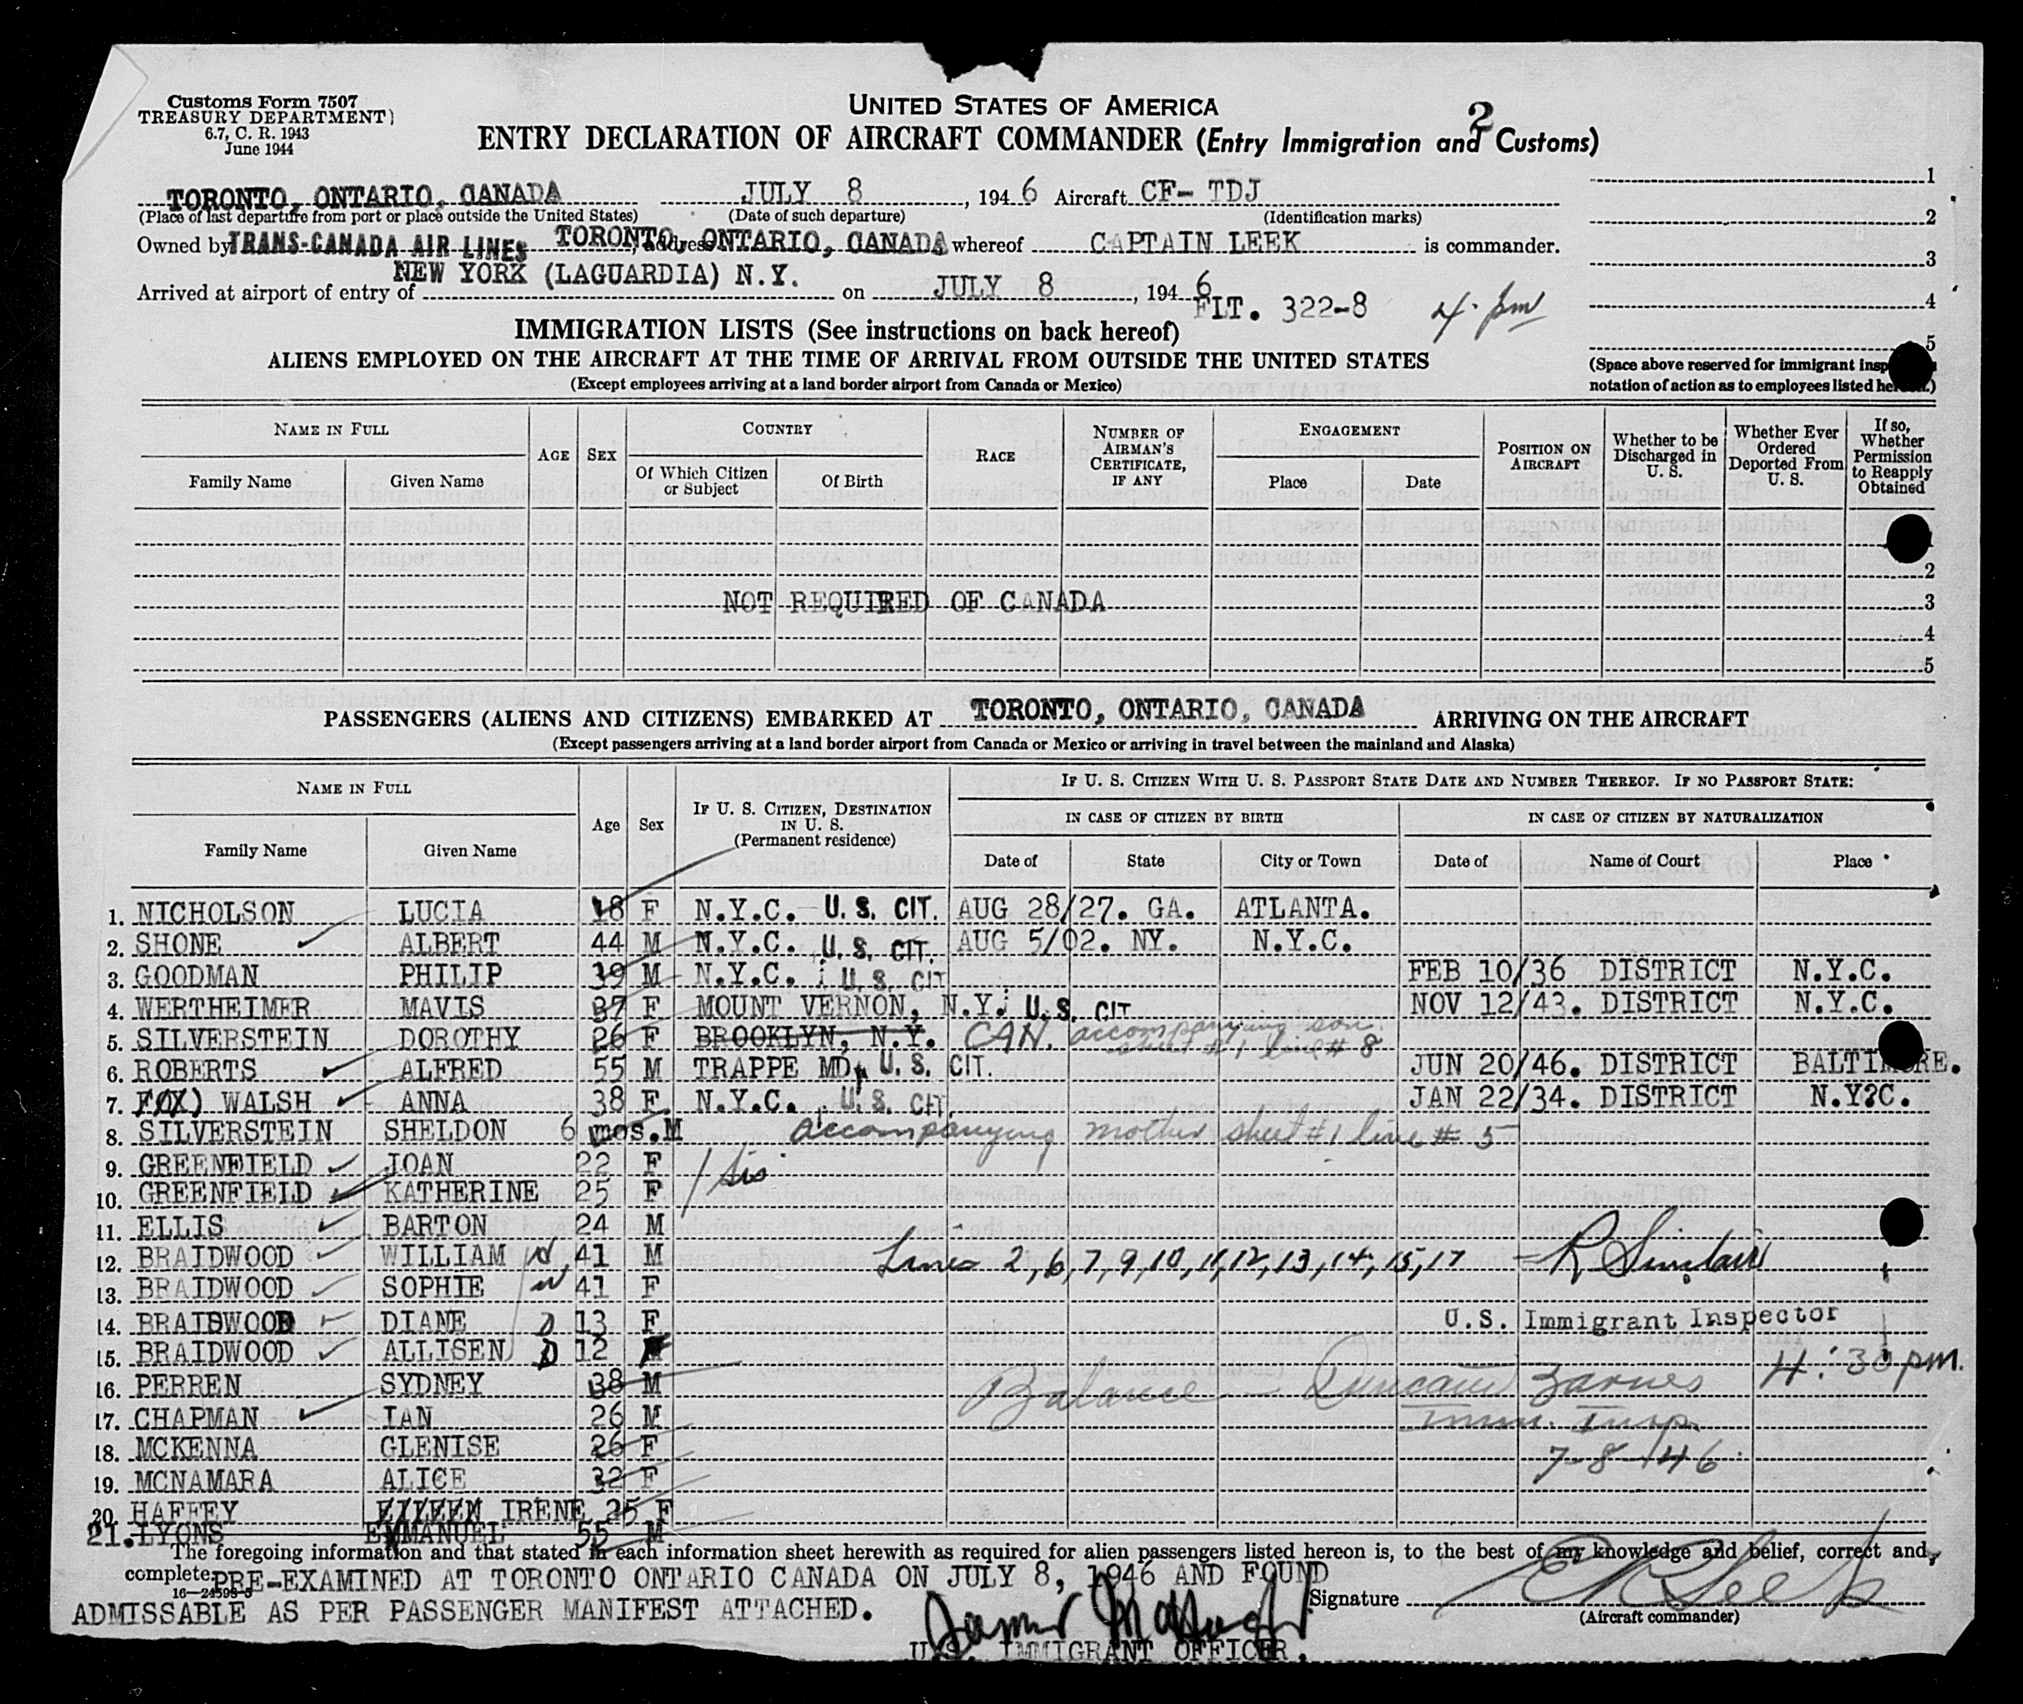 Customs Form 7507
TREASURY DEPARTMENT
6.7, C. R. 1943
June 1944
UNITED STATES OF AMERICA
2
ENTRY DECLARATION OF AIRCRAFT COMMANDER (Entry Immigration and Customs)
TORONTO, ONTARIO, CANADA JULY 8, 1946 Aircraft CF-TDJ
(Place of last departure from port or place outside the United States) (Date of such departure) (Identification marks)
Owned by TRANS-CANADA AIR LINES, address TORONTO, ONTARIO, CANADA whereof CAPTAIN LEEK is commander.
Arrived at airport of entry of NEW YORK (LAGUARDIA) N.Y. on JULY 8, 1946
FLT. 322-8 4 pm
1
2
3
4
5
IMMIGRATION LISTS (See instructions on back hereof)
ALIENS EMPLOYED ON THE AIRCRAFT AT THE TIME OF ARRIVAL FROM OUTSIDE THE UNITED STATES
(Except employees arriving at a land border airport from Canada or Mexico)
(Space above reserved for immigrant
notation of action as to employees listed
NAME IN FULL
Family Name Given Name
AGE SEX
COUNTRY
Of Which Citizen or Subject Of Birth
RACE
NUMBER OF AIRMAN'S CERTIFICATE, IF ANY
ENGAGEMENT
Place Date
POSITION ON AIRCRAFT
Whether to be Discharged in U. S.
Whether Ever Ordered Deported From U. S.
If so, Whether Permission to Reapply Obtained
2
NOT REQUIRED OF CANADA 3
4
5
PASSENGERS (ALIENS AND CITIZENS) EMBARKED AT TORONTO, ONTARIO, CANADA ARRIVING ON THE AIRCRAFT
(Except passengers arriving at a land border airport from Canada or Mexico or arriving in travel between the mainland and Alaska)
NAME IN FULL
Family Name Given Name
Age Sex
IF U. S. CITIZEN, DESTINATION IN U. S.
(Permanent residence)
IF U. S. CITIZEN WITH U. S. PASSPORT STATE DATE AND NUMBER THEREOF. IF NO PASSPORT STATE:
IN CASE OF CITIZEN BY BIRTH IN CASE OF CITIZEN BY NATURALIZATION
Date of State City or Town Date of Name of Court Place
1. NICHOLSON LUCIA 18 F N.Y.C. U. S. CIT. AUG 28/27. GA. ATLANTA.
2. SHONE ALBERT 44 M N.Y.C. U. S. CIT. AUG 5/02. NY. N.Y.C.
3. GOODMAN PHILIP 39 M N.Y.C. U. S. CIT FEB 10/36 DISTRICT N.Y.C.
4. WERTHEIMER MAVIS 37 F MOUNT VERNON, N.Y. U. S. CIT NOV 12/43. DISTRICT N.Y.C.
5. SILVERSTEIN DOROTHY 26 F BROOKLYN, N.Y. CAN. accompanying son
sheet #1 line #8
6. ROBERTS ALFRED 55 M TRAPPE MD, U. S. CIT. JUN 20/46. DISTRICT BALTIMORE.
7. FOX) WALSH ANNA 38 F N.Y.C. U. S. CIT. JAN 22/34. DISTRICT N.Y?C.
8. SILVERSTEIN SHELDON 6 mos. M accompanying mother sheet #1 line # 5
9. GREENFIELD JOAN 22 F
sis
10. GREENFIELD KATHERINE 25 F
11. ELLIS BARTON 24 M
12. BRAIDWOOD WILLIAM 41 M Lines 2, 6, 7, 9, 10, 11, 12, 13, 14, 15, 17 - R Sinclair
13. BRAIDWOOD SOPHIE W 41 F
14. BRAIDWOOD DIANE D 13 F U.S. Immigrant Inspector
15. BRAIDWOOD ALLISEN D 12 4:30 pm.
16. PERREN SYDNEY 38 M Balance - Duncan Barnes
17. CHAPMAN IAN 26 M Imm. Insp.
18. MCKENNA GLENISE 26 F 7-8-46
19. MCNAMARA ALICE 32 F
20. HAFFEY EILEEN IRENE 25 F
21. LYONS EMMANUEL 55 M
The foregoing information and that stated in each information sheet herewith as required for alien passengers listed hereon is, to the best of my knowledge and belief, correct and
complete.
PRE-EXAMINED AT TORONTO ONTARIO CANADA ON JULY 8, 1946 AND FOUND
ADMISSABLE AS PER PASSENGER MANIFEST ATTACHED.
Signature
(Aircraft commander)
U.S. IMMIGRANT OFFICER.